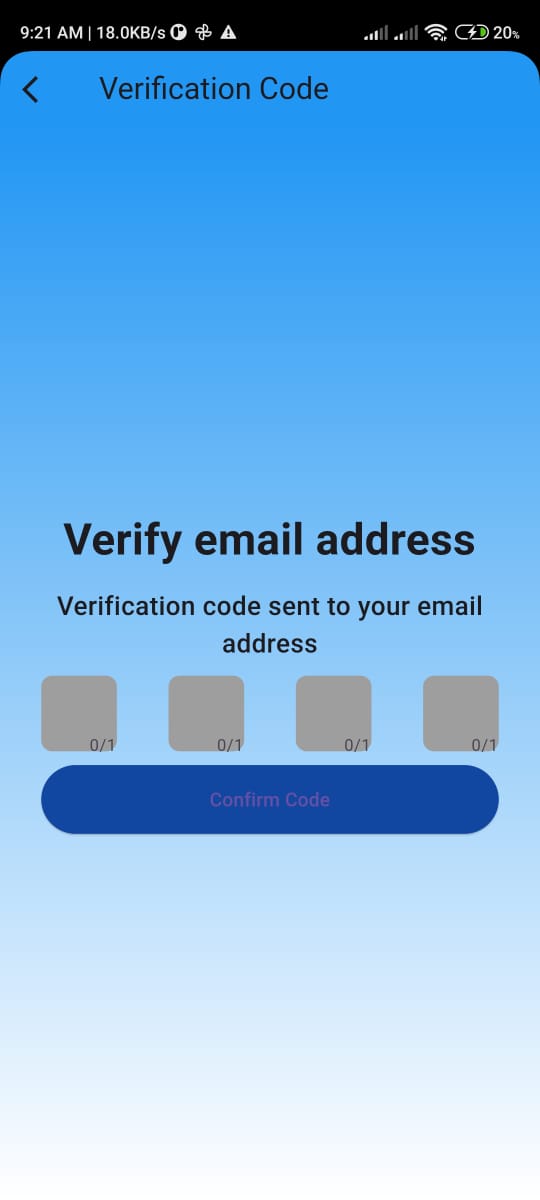 9:21 AM | 18.0KB/s 20%
Verification Code
Verify email address
Verification code sent to your email
address
0/1 0/1 0/1 0/1
Confirm Code